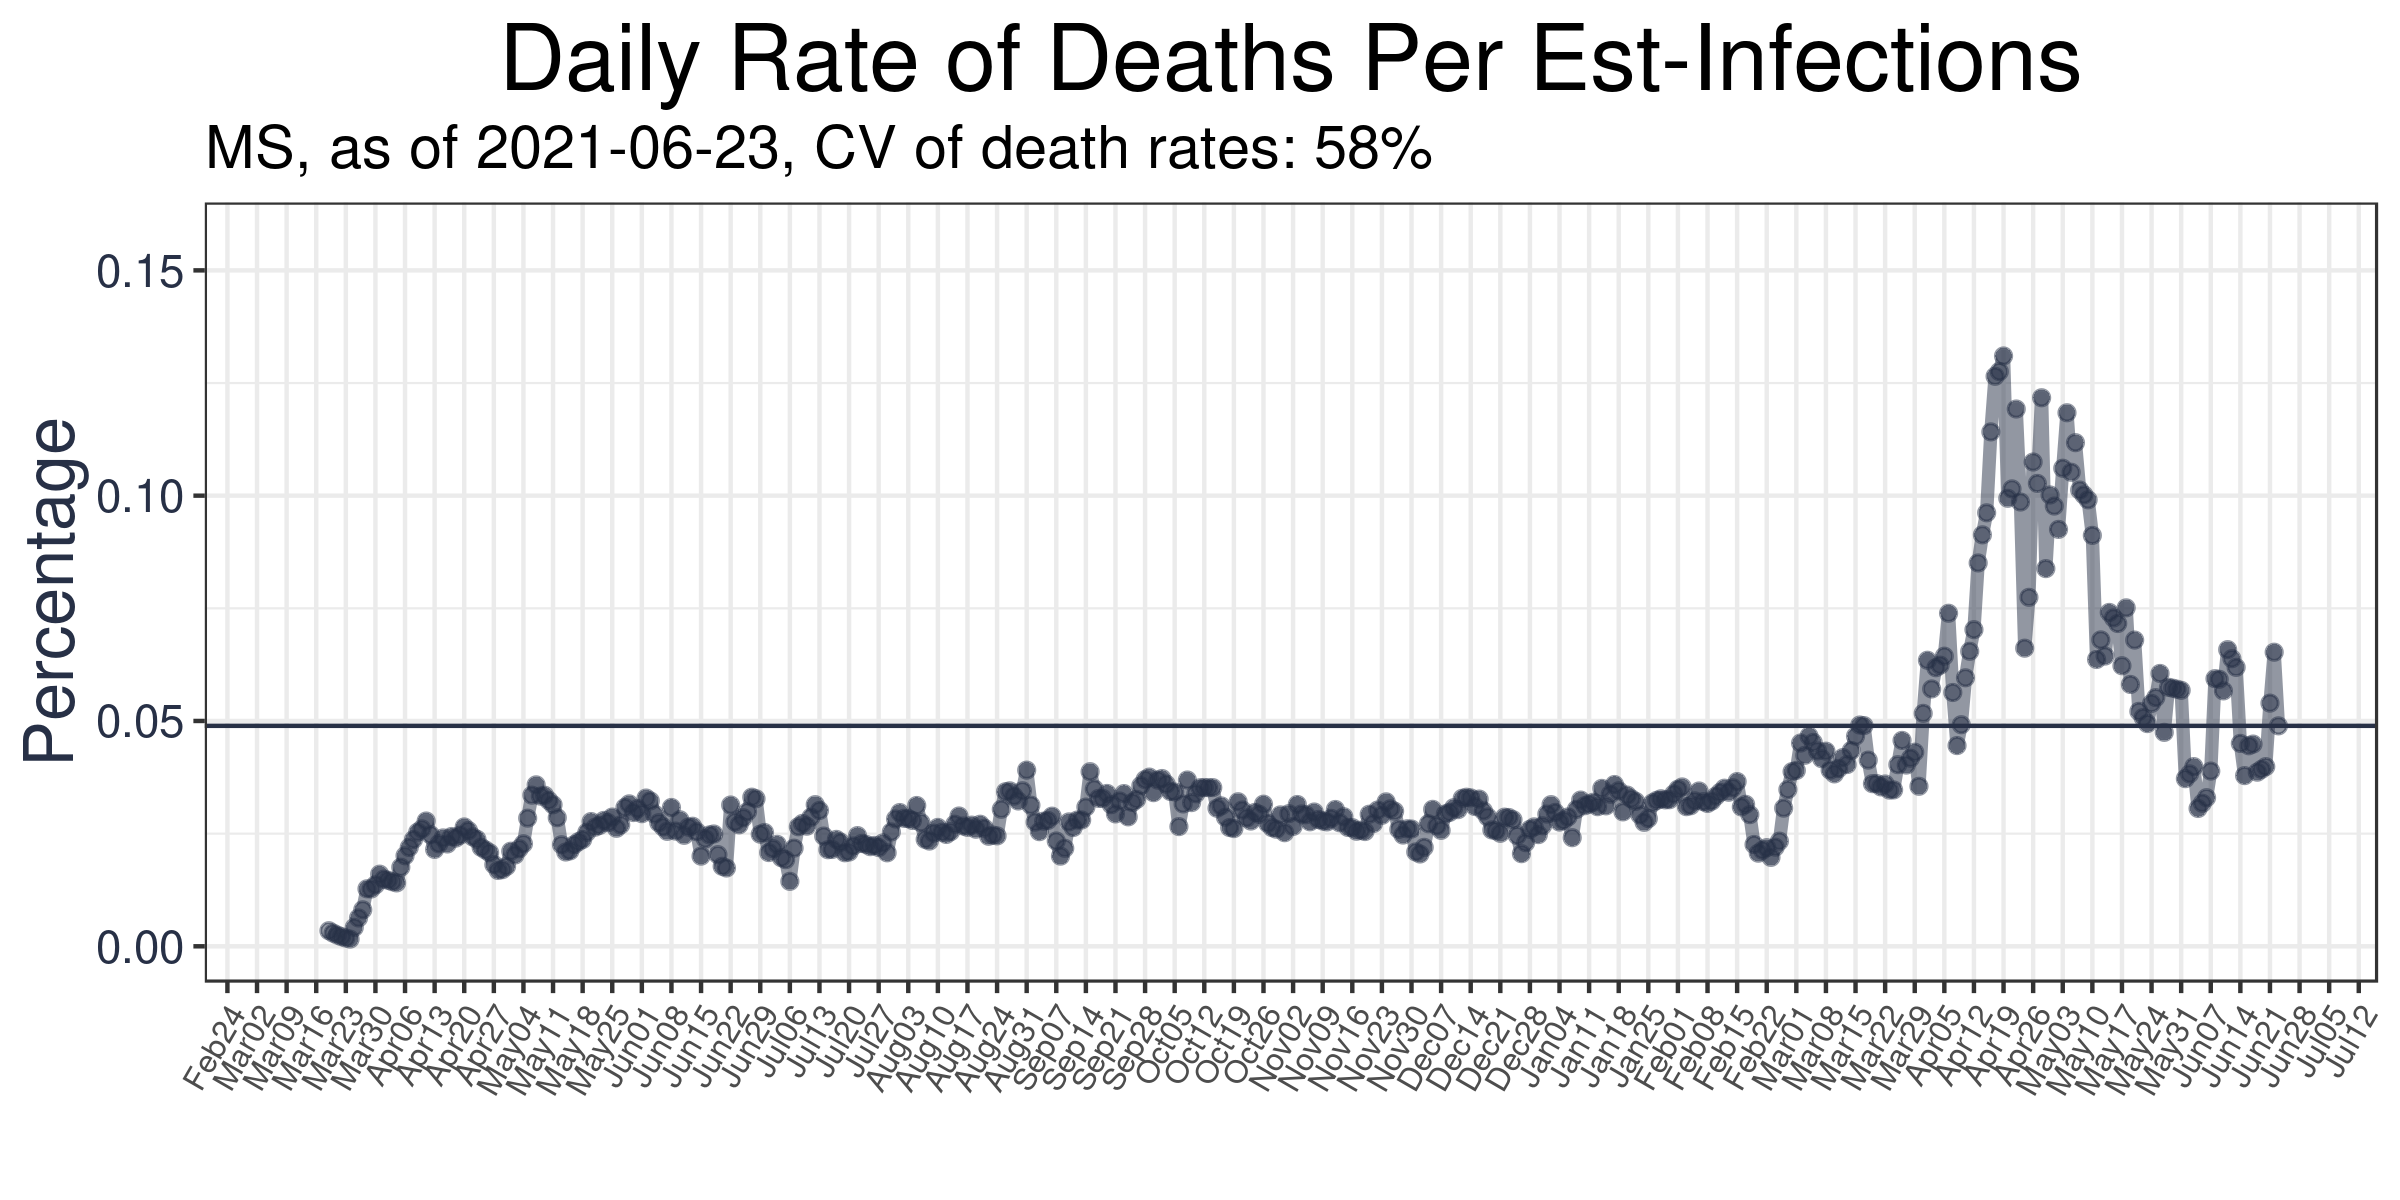 Daily Rate of Deaths Per Est-Infections
MS, as of 2021-06-23, CV of death rates: 58%
Percentage
0.15
0.10
0.05
0.00
Feb24
Mar02
Mar09
Mar16
Mar23
Mar30
Apr06
Apr13
Apr20
Apr27
May04
May11
May18
May25
Jun01
Jun08
Jun15
Jun22
Jun29
Jul06
Jul13
Jul20
Jul27
Aug03
Aug10
Aug17
Aug24
Aug31
Sep07
Sep14
Sep21
Sep28
Oct05
Oct12
Oct19
Oct26
Nov02
Nov09
Nov16
Nov23
Nov30
Dec07
Dec14
Dec21
Dec28
Jan04
Jan11
Jan18
Jan25
Feb01
Feb08
Feb15
Feb22
Mar01
Mar08
Mar15
Mar22
Mar29
Apr05
Apr12
Apr19
Apr26
May03
May10
May17
May24
May31
Jun07
Jun14
Jun21
Jun28
Jul05
Jul12